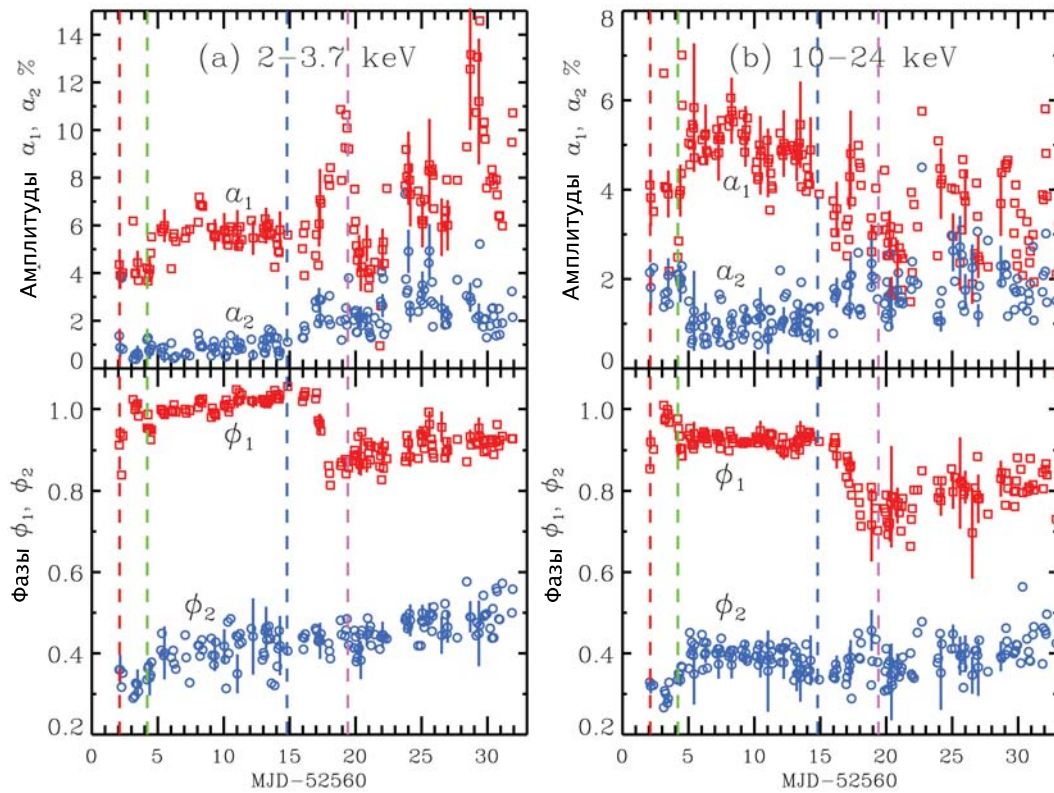 (a) 2–3.7 keV
Амплитуды a₁, a₂ %
14
12
10
8
6
4
2
0
a₁
a₂
Фазы ϕ₁, ϕ₂
1.0
0.8
0.6
0.4
0.2
ϕ₁
ϕ₂
0 5 10 15 20 25 30
MJD−52560
(b) 10–24 keV
Амплитуды a₁, a₂ %
8
6
4
2
0
a₁
a₂
Фазы ϕ₁, ϕ₂
1.0
0.8
0.6
0.4
0.2
ϕ₁
ϕ₂
0 5 10 15 20 25 30
MJD−52560